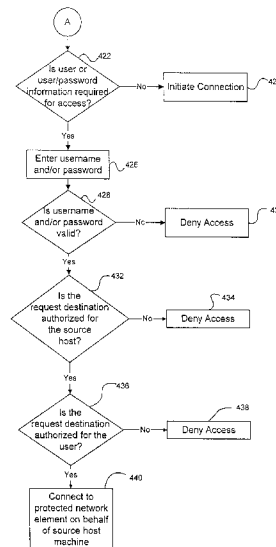 A
422
Is user or
user/password
information required
for access?
No
Initiate Connection
42
Yes
Enter username
and/or password
426
428
Is username
and/or password
valid?
No
Deny Access
Yes
432
Is the
request destination
authorized for
the source
host?
No
434
Deny Access
Yes
436
Is the
request destination
authorized for the
user?
No
438
Deny Access
Yes
440
Connect to
protected network
element on behalf
of source host
machine